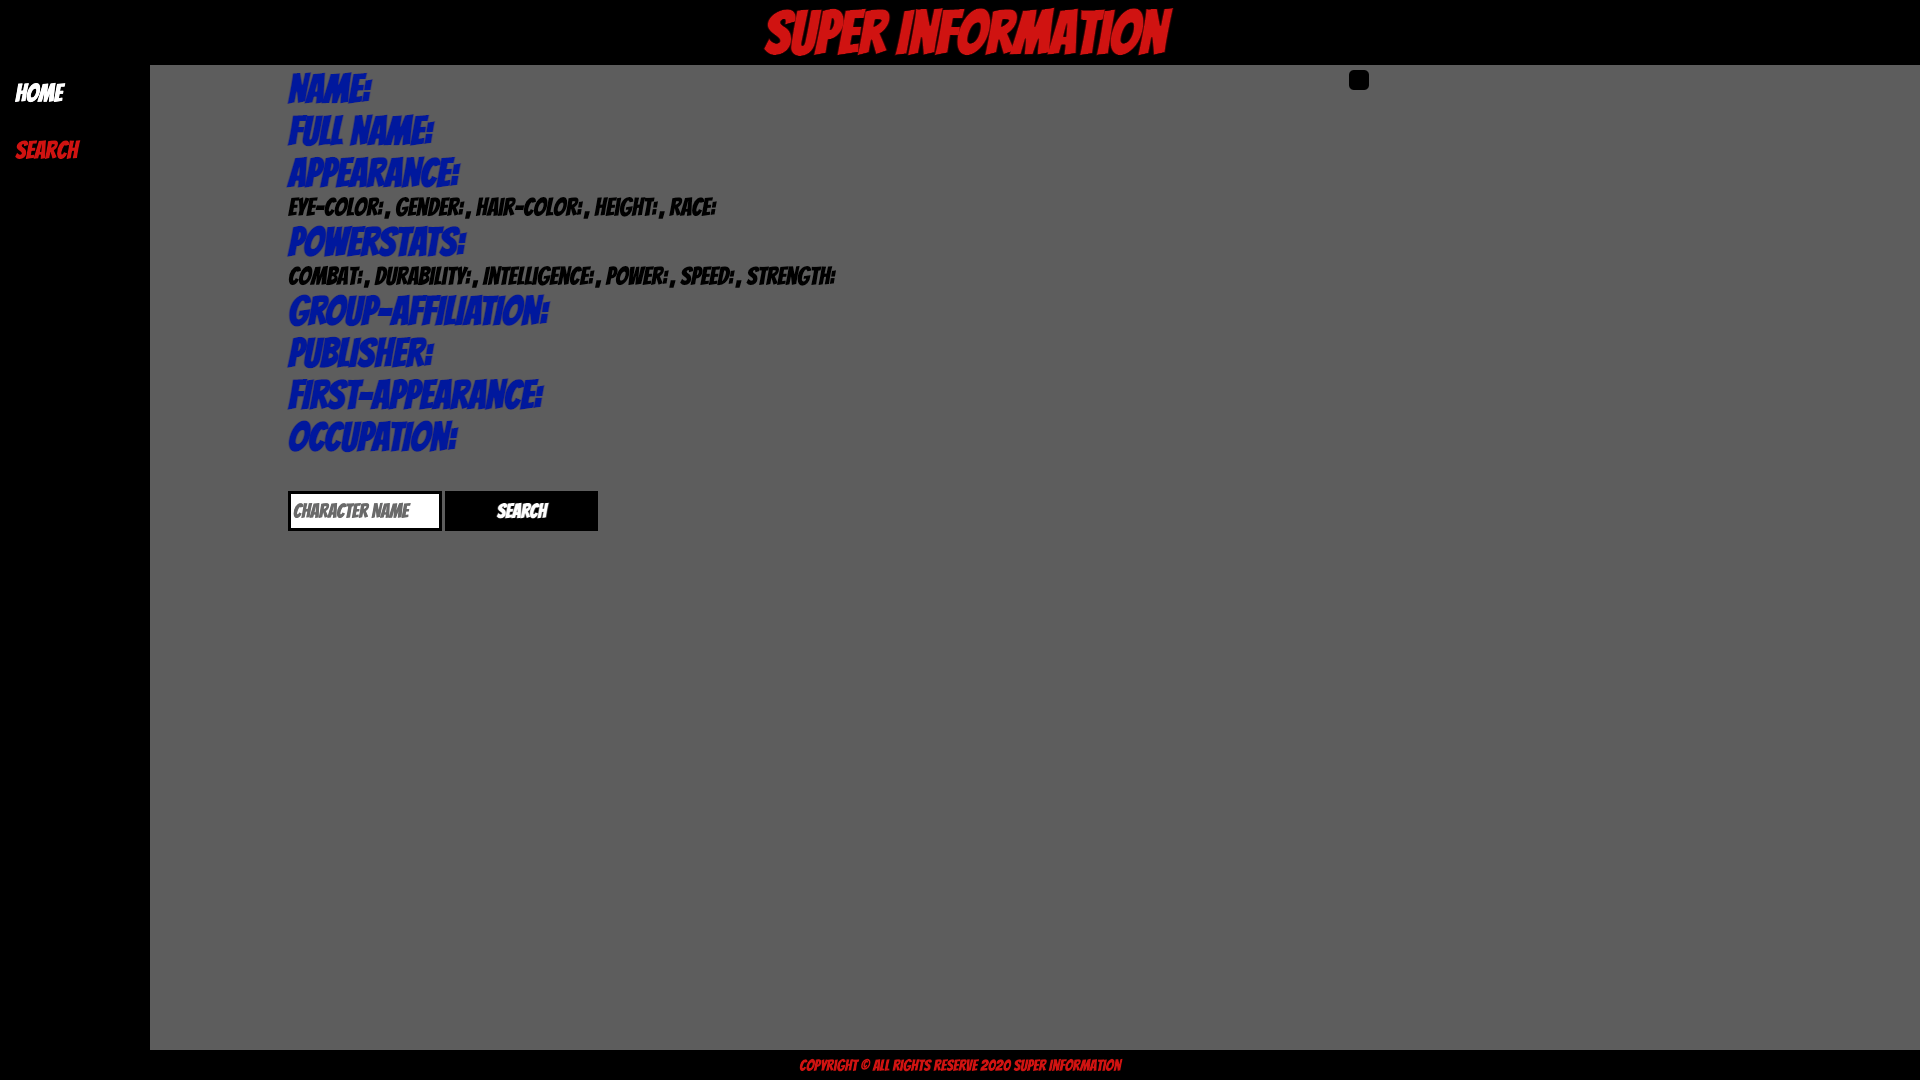 SUPER INFORMATION
HOME
SEARCH
NAME:
FULL NAME:
APPEARANCE:
EYE-COLOR:, GENDER:, HAIR-COLOR:, HEIGHT:, RACE:
POWERSTATS:
COMBAT:, DURABILITY:, INTELLIGENCE:, POWER:, SPEED:, STRENGTH:
GROUP-AFFILIATION:
PUBLISHER:
FIRST-APPEARANCE:
OCCUPATION:
CHARACTER NAME
SEARCH
COPYRIGHT © ALL RIGHTS RESERVE 2020 SUPER INFORMATION